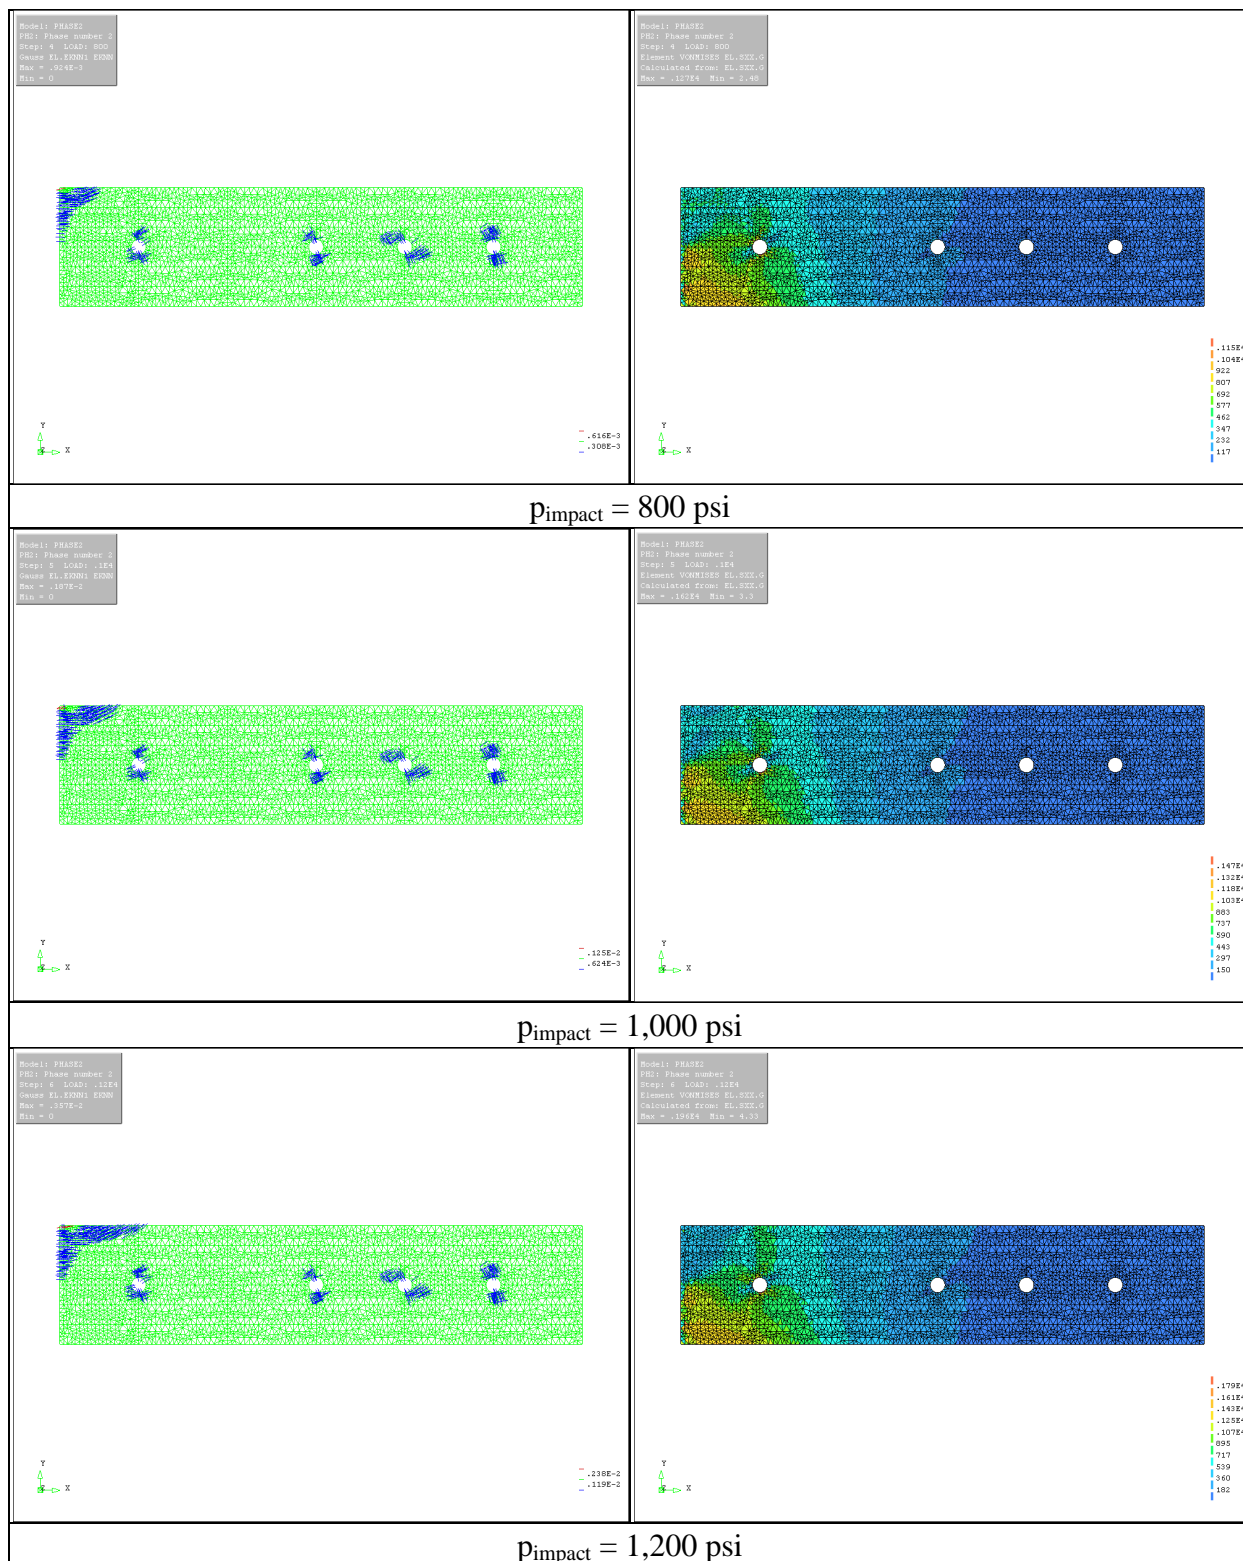 Model: PHASE2
PH2: Phase number 2
Step: 4 LOAD: 800
Gauss EL.EKNN1 EKNN
Max = .924E-3
Min = 0
Y
Z X
.616E-3
.308E-3
Model: PHASE2
PH2: Phase number 2
Step: 4 LOAD: 800
Element VONMISES EL.SXX.G
Calculated from: EL.SXX.G
Max = .127E4 Min = 2.48
Y
Z X
.115E4
.104E4
922
807
692
577
462
347
232
117
pimpact = 800 psi
Model: PHASE2
PH2: Phase number 2
Step: 5 LOAD: .1E4
Gauss EL.EKNN1 EKNN
Max = .187E-2
Min = 0
Y
Z X
.125E-2
.624E-3
Model: PHASE2
PH2: Phase number 2
Step: 5 LOAD: .1E4
Element VONMISES EL.SXX.G
Calculated from: EL.SXX.G
Max = .162E4 Min = 3.3
Y
Z X
.147E4
.132E4
.118E4
.103E4
883
737
590
443
297
150
pimpact = 1,000 psi
Model: PHASE2
PH2: Phase number 2
Step: 6 LOAD: .12E4
Gauss EL.EKNN1 EKNN
Max = .357E-2
Min = 0
Y
Z X
.238E-2
.119E-2
Model: PHASE2
PH2: Phase number 2
Step: 6 LOAD: .12E4
Element VONMISES EL.SXX.G
Calculated from: EL.SXX.G
Max = .196E4 Min = 4.33
Y
Z X
.179E4
.161E4
.143E4
.125E4
.107E4
895
717
539
360
182
pimpact = 1,200 psi